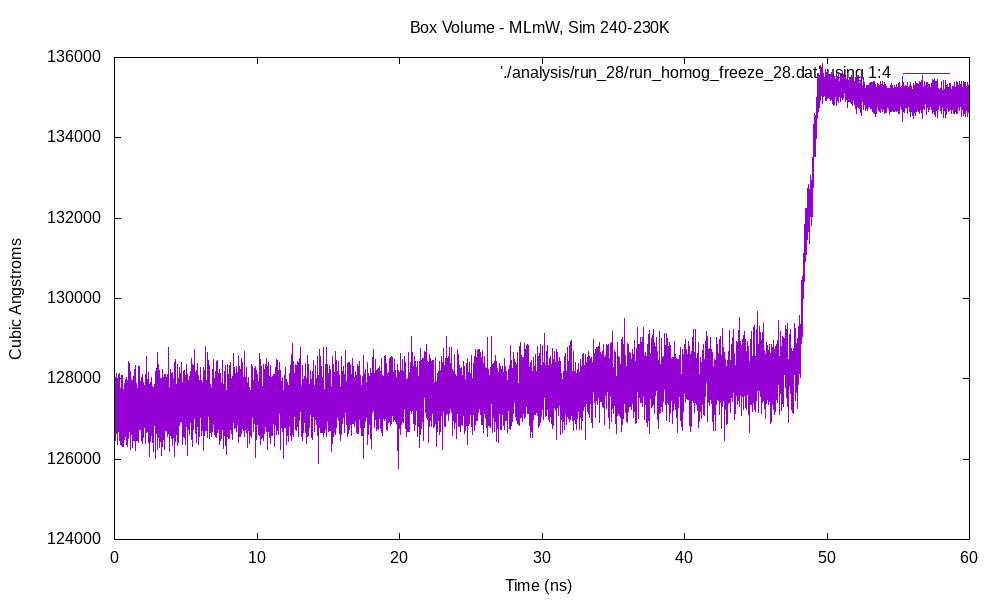 Box Volume - MLmW, Sim 240-230K
'./analysis/run_28/run_homog_freeze_28.dat' using 1:4
136000
134000
132000
130000
128000
126000
124000
Cubic Angstroms
0 10 20 30 40 50 60
Time (ns)